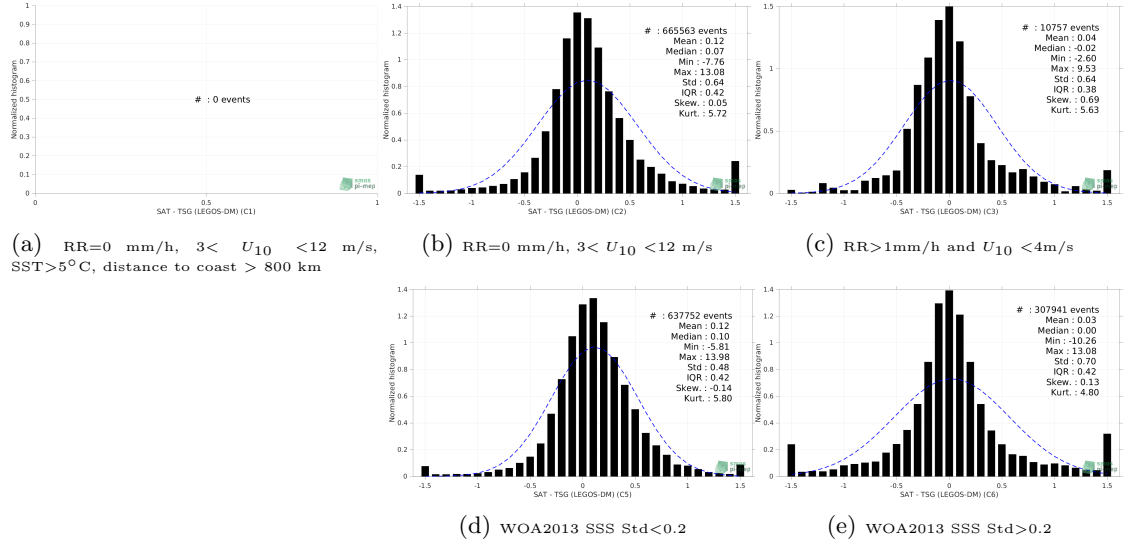 1
0.9
0.8
0.7
0.6
0.5
0.4
0.3
0.2
0.1
0
Normalized histogram
# : 0 events
smos
pi-mep
0 0.5 1
SAT - TSG (LEGOS-DM) (C1)
(a) RR=0 mm/h, 3< U10 <12 m/s,
SST>5°C, distance to coast > 800 km
1.4
1.2
1
0.8
0.6
0.4
0.2
0
Normalized histogram
# : 665563 events
Mean : 0.12
Median : 0.07
Min : -7.76
Max : 13.08
Std : 0.64
IQR : 0.42
Skew. : 0.05
Kurt. : 5.72
smos
pi-mep
-1.5 -1 -0.5 0 0.5 1 1.5
SAT - TSG (LEGOS-DM) (C2)
(b) RR=0 mm/h, 3< U10 <12 m/s
1.5
1
0.5
0
Normalized histogram
# : 10757 events
Mean : 0.04
Median : -0.02
Min : -2.60
Max : 9.53
Std : 0.64
IQR : 0.38
Skew. : 0.69
Kurt. : 5.63
smos
pi-mep
-1.5 -1 -0.5 0 0.5 1 1.5
SAT - TSG (LEGOS-DM) (C3)
(c) RR>1mm/h and U10 <4m/s
1.4
1.2
1
0.8
0.6
0.4
0.2
0
Normalized histogram
# : 637752 events
Mean : 0.12
Median : 0.10
Min : -5.81
Max : 13.98
Std : 0.48
IQR : 0.42
Skew. : -0.14
Kurt. : 5.80
smos
pi-mep
-1.5 -1 -0.5 0 0.5 1 1.5
SAT - TSG (LEGOS-DM) (C5)
(d) WOA2013 SSS Std<0.2
1.4
1.2
1
0.8
0.6
0.4
0.2
0
Normalized histogram
# : 307941 events
Mean : 0.03
Median : 0.00
Min : -10.26
Max : 13.08
Std : 0.70
IQR : 0.42
Skew. : 0.13
Kurt. : 4.80
smos
pi-mep
-1.5 -1 -0.5 0 0.5 1 1.5
SAT - TSG (LEGOS-DM) (C6)
(e) WOA2013 SSS Std>0.2